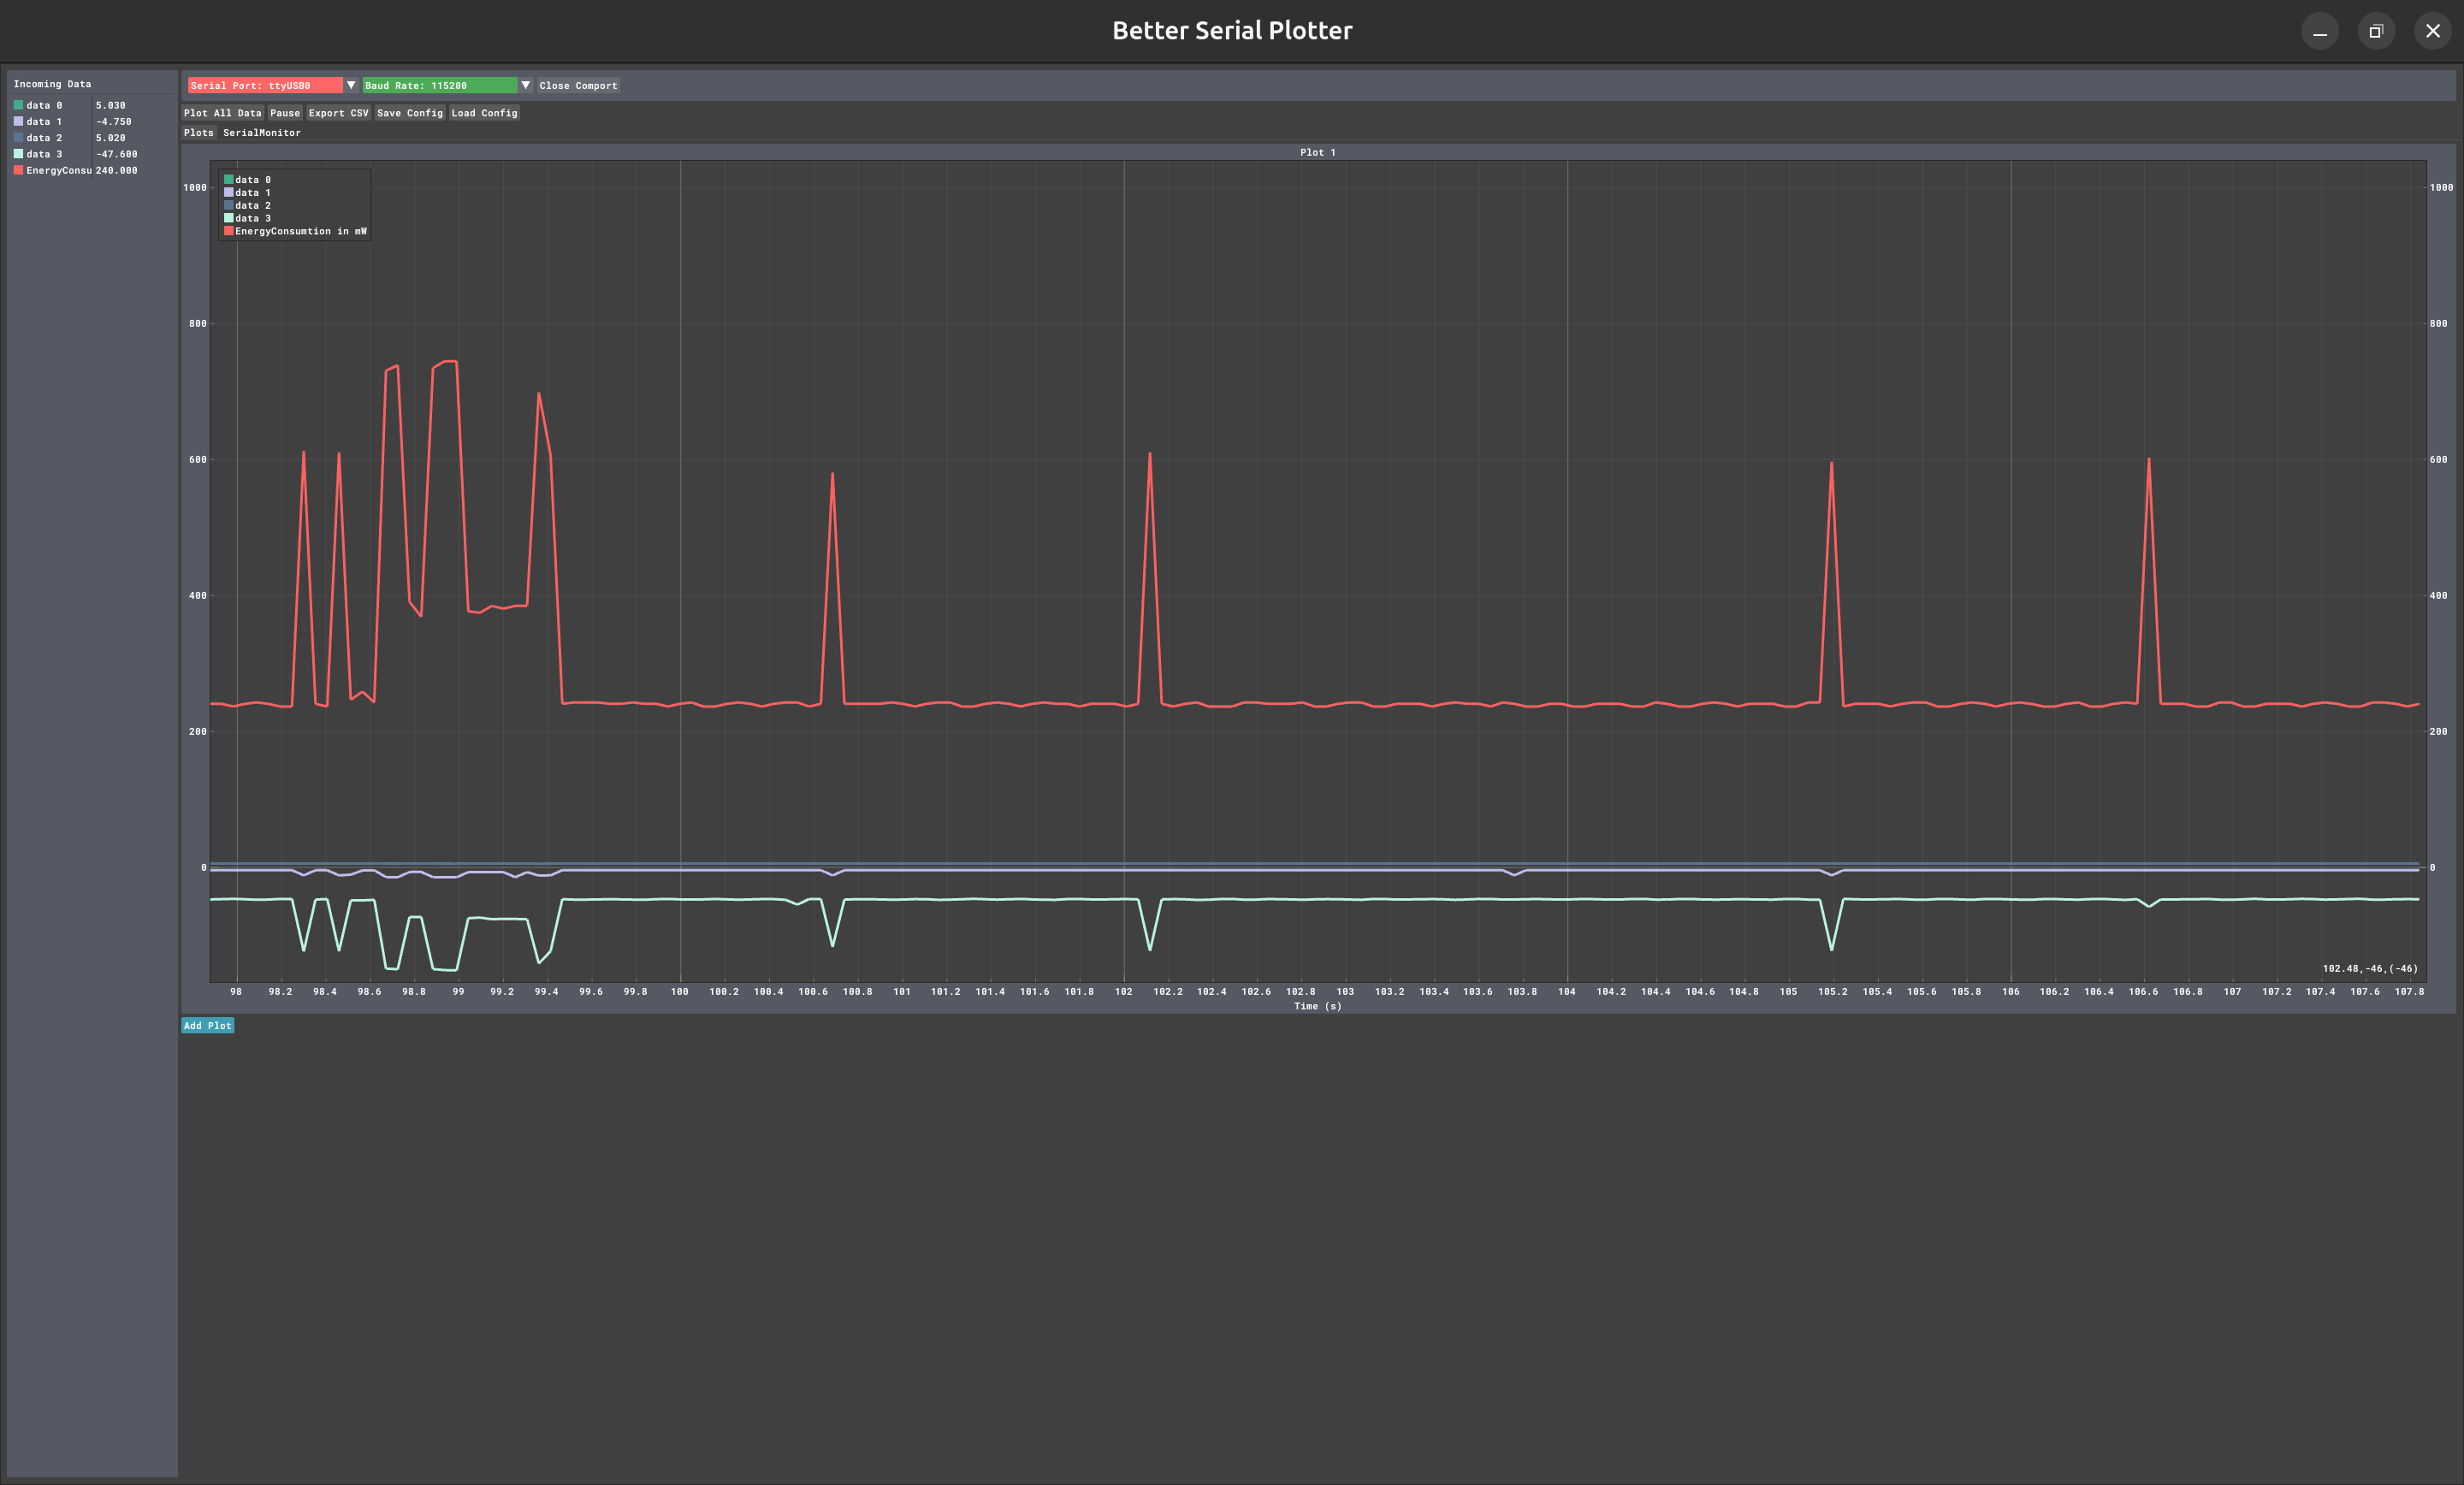 Better Serial Plotter
Incoming Data
data 0 5.030
data 1 -4.750
data 2 5.020
data 3 -47.600
EnergyConsu 240.000
Serial Port: ttyUSB0 Baud Rate: 115200 Close Comport
Plot All Data Pause Export CSV Save Config Load Config
Plots SerialMonitor
Plot 1
data 0
data 1
data 2
data 3
EnergyConsumtion in mW
1000 1000
800 800
600 600
400 400
200 200
0 0
102.48,-46,(-46)
98 98.2 98.4 98.6 98.8 99 99.2 99.4 99.6 99.8 100 100.2 100.4 100.6 100.8 101 101.2 101.4 101.6 101.8 102 102.2 102.4 102.6 102.8 103 103.2 103.4 103.6 103.8 104 104.2 104.4 104.6 104.8 105 105.2 105.4 105.6 105.8 106 106.2 106.4 106.6 106.8 107 107.2 107.4 107.6 107.8
Time (s)
Add Plot